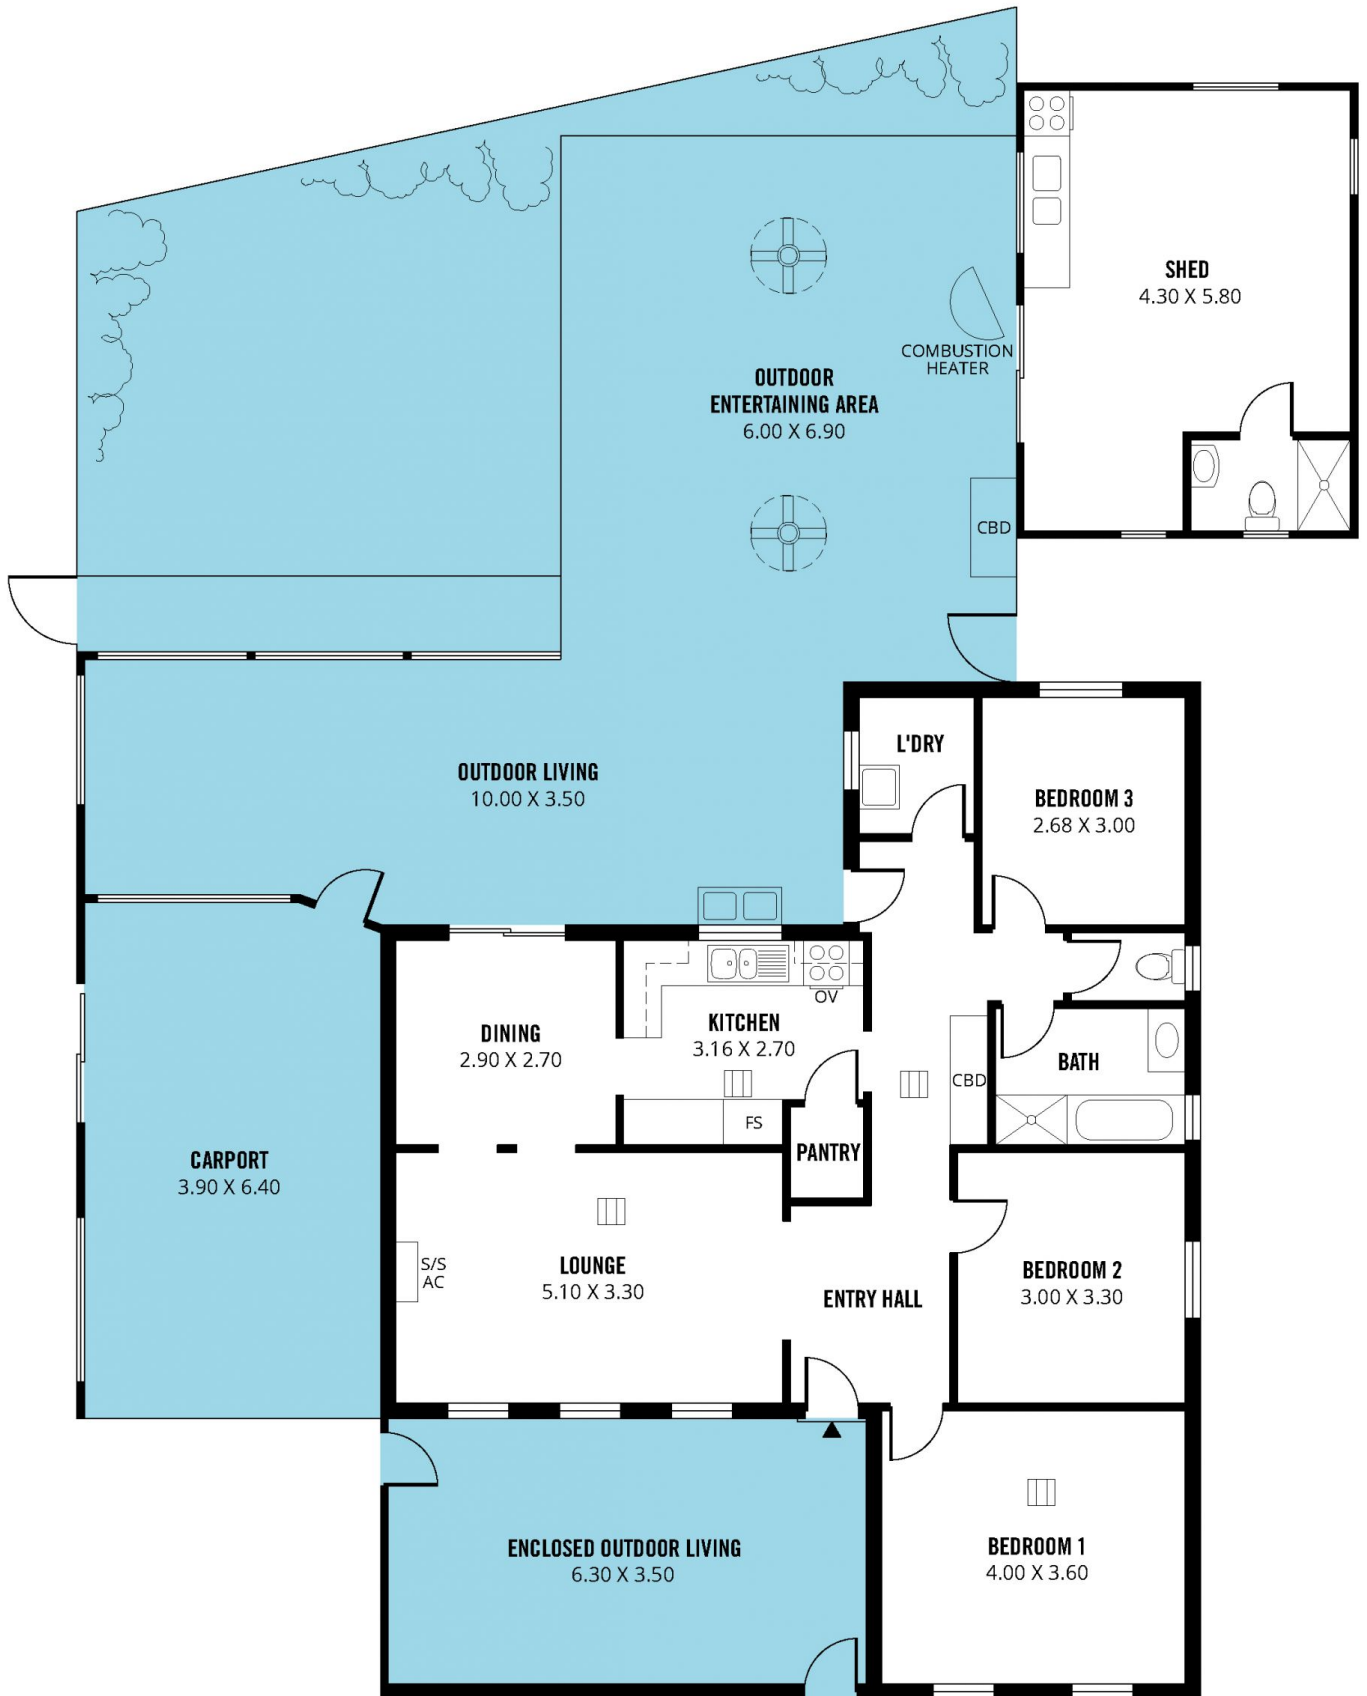 SHED
4.30 X 5.80
COMBUSTION
HEATER
OUTDOOR
ENTERTAINING AREA
6.00 X 6.90
CBD
L'DRY
OUTDOOR LIVING
10.00 X 3.50
BEDROOM 3
2.68 X 3.00
OV
DINING
2.90 X 2.70
KITCHEN
3.16 X 2.70
BATH
CBD
FS
PANTRY
CARPORT
3.90 X 6.40
S/S
AC
LOUNGE
5.10 X 3.30
ENTRY HALL
BEDROOM 2
3.00 X 3.30
ENCLOSED OUTDOOR LIVING
6.30 X 3.50
BEDROOM 1
4.00 X 3.60